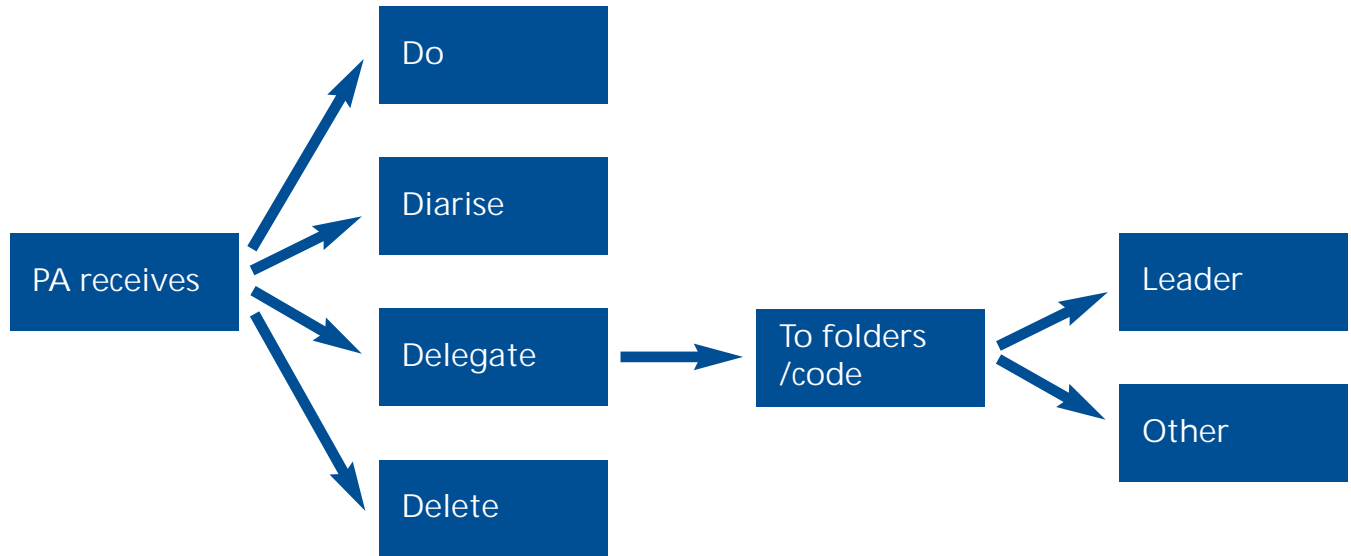 PA receives
Do
Diarise
Delegate
Delete
To folders
/code
Leader
Other